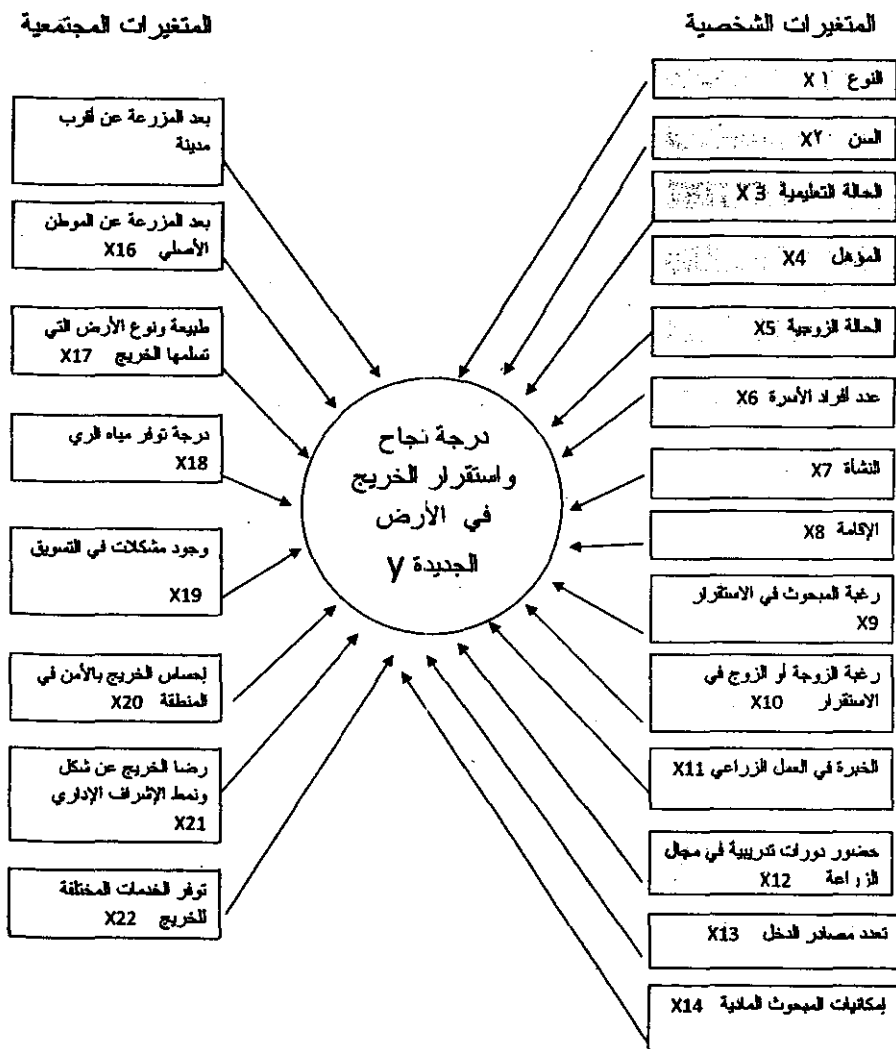 المتغيرات الشخصية
النوع X١
السن X٢
الحالة التعليمية X3
المؤهل X4
الحالة الزوجية X5
عدد أفراد الأسرة X6
النشأة X7
الإقامة X8
رغبة المبحوث في الاستقرار
X9
رغبة الزوجة أو الزوج في
الاستقرار X10
الخبرة في العمل الزراعي X11
حضور دورات تدريبية في مجال
الزراعة X12
تعدد مصادر الدخل X13
إمكانيات المبحوث المادية X14
درجة نجاح
واستقرار الخريج
في الأرض
الجديدة y
المتغيرات المجتمعية
بعد المزرعة عن أقرب
مدينة
بعد المزرعة عن الموطن
الأصلي X16
طبيعة ونوع الأرض التي
تسلمها الخريج X17
درجة توفر مياه الري
X18
وجود مشكلات في التسويق
X19
إحساس الخريج بالأمن في
المنطقة X20
رضا الخريج عن شكل
ونمط الإشراف الإداري
X21
توفر الخدمات المختلفة
للخريج X22